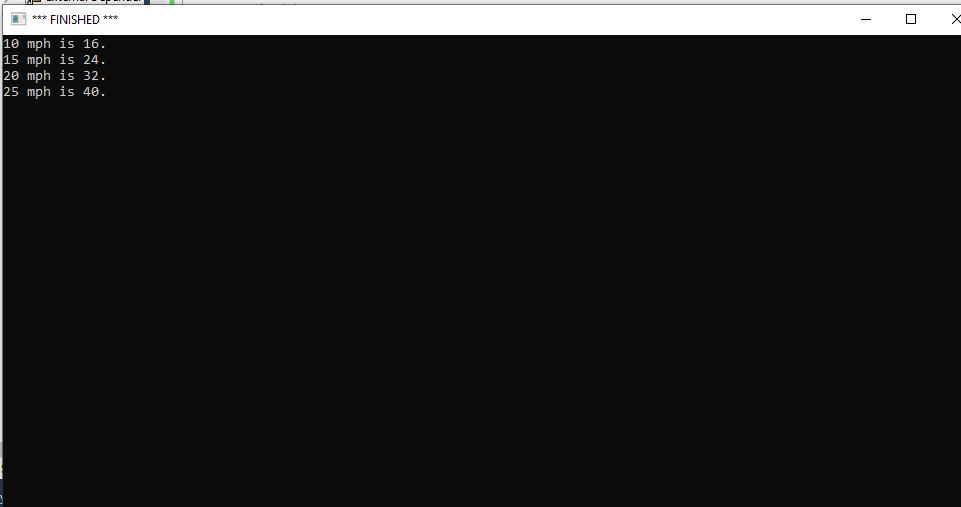 *** FINISHED ***
10 mph is 16.
15 mph is 24.
20 mph is 32.
25 mph is 40.